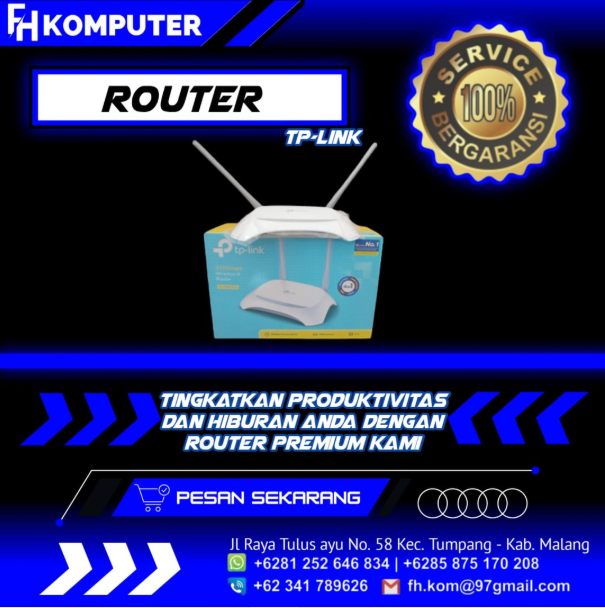 FH KOMPUTER
ROUTER
TP-LINK
SERVICE
100%
BERGARANSI
tp-link
TINGKATKAN PRODUKTIVITAS
DAN HIBURAN ANDA DENGAN
ROUTER PREMIUM KAMI
PESAN SEKARANG
Jl Raya Tulus ayu No. 58 Kec. Tumpang - Kab. Malang
+6281 252 646 834 | +6285 875 170 208
+62 341 789626 fh.kom@97gmail.com